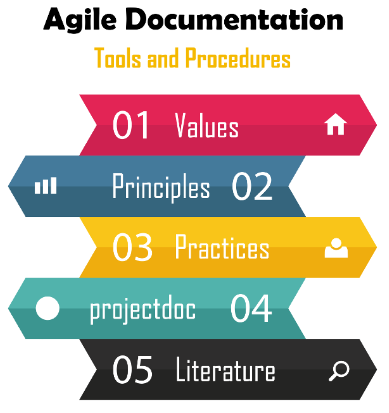 Agile Documentation
Tools and Procedures
01 Values
Principles 02
03 Practices
projectdoc 04
05 Literature